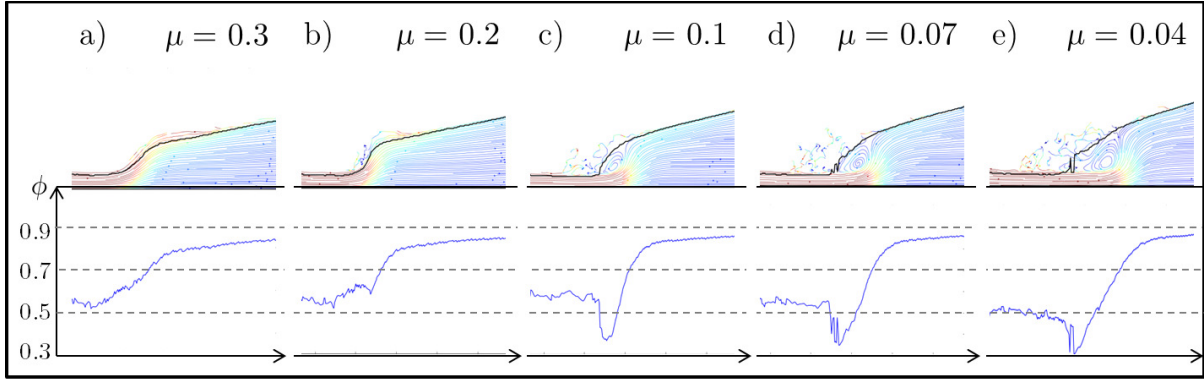 a) μ = 0.3 b) μ = 0.2 c) μ = 0.1 d) μ = 0.07 e) μ = 0.04
ϕ
0.9
0.7
0.5
0.3